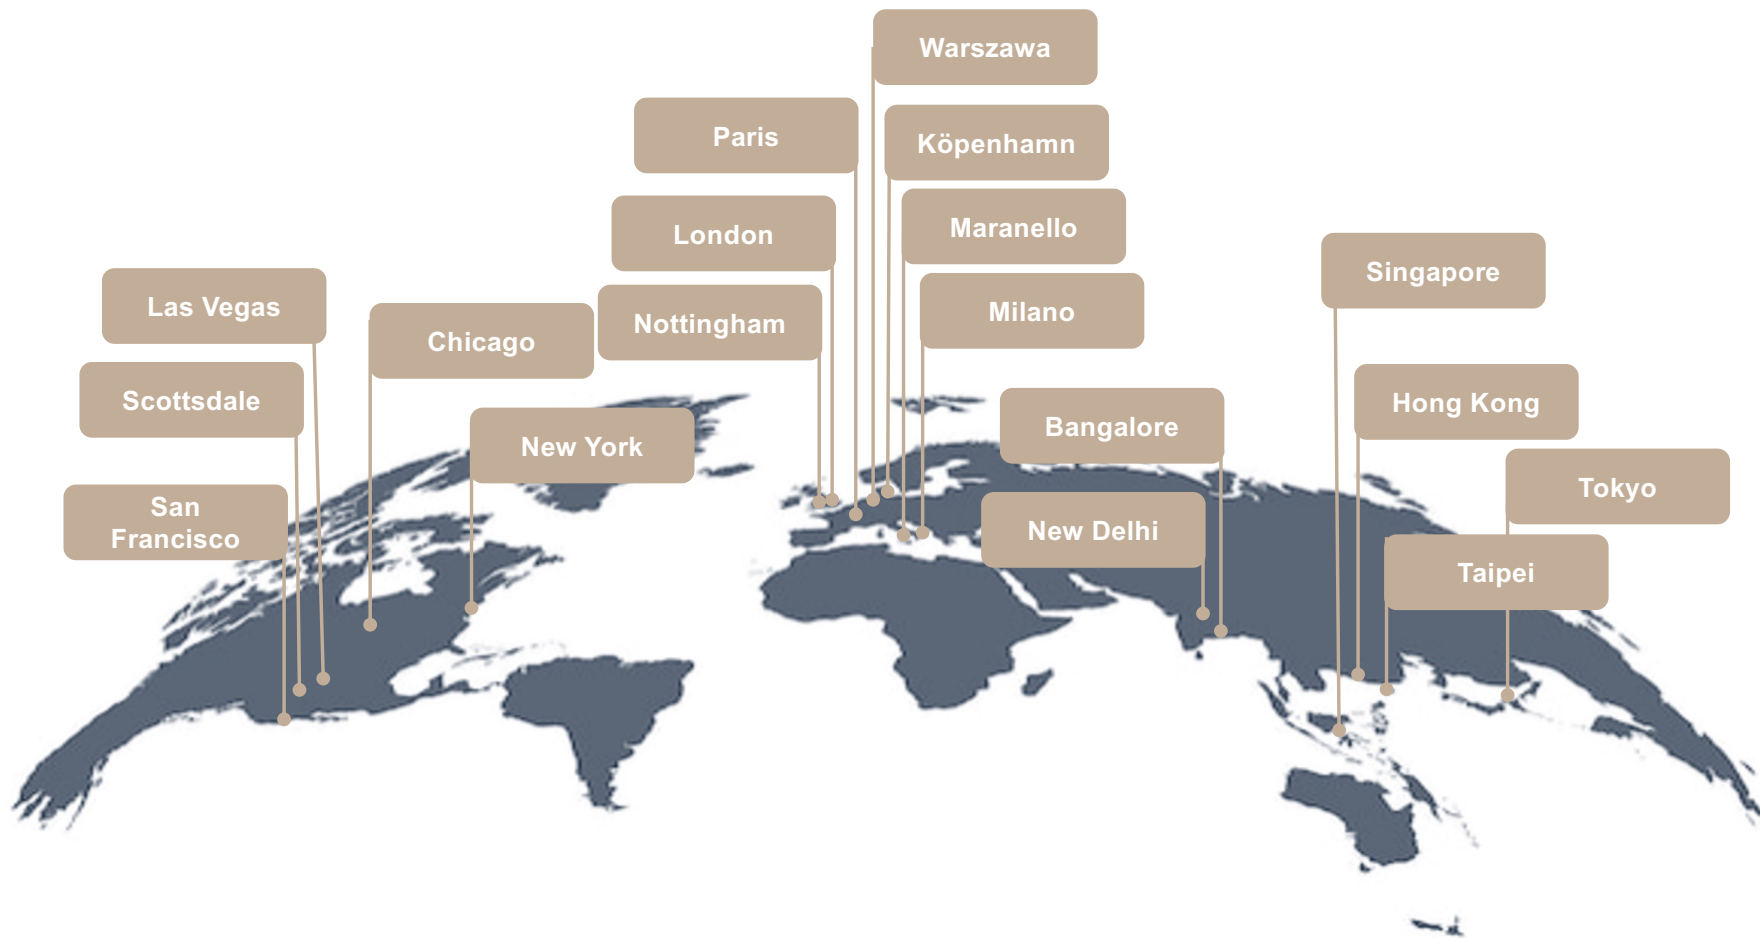 Warszawa
Paris
Köpenhamn
London
Maranello
Singapore
Las Vegas
Nottingham
Milano
Chicago
Scottsdale
Hong Kong
Bangalore
New York
Tokyo
San
Francisco
New Delhi
Taipei